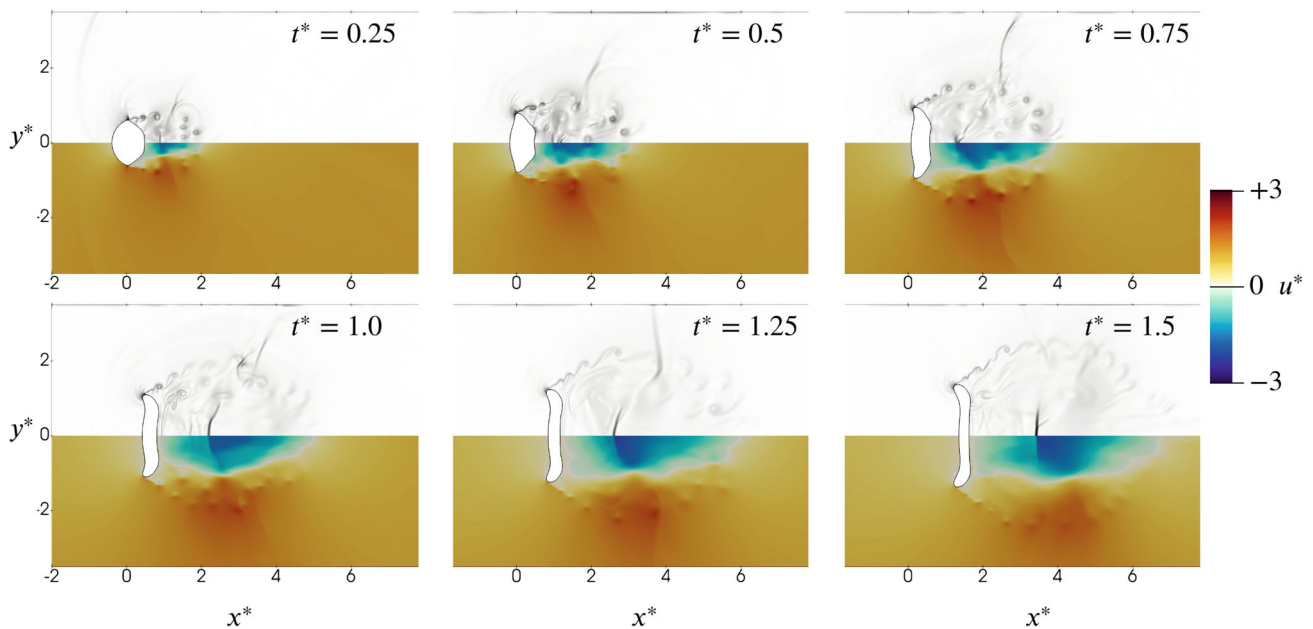 t* = 0.25
t* = 0.5
t* = 0.75
2
y* 0
-2
-2 0 2 4 6
0 2 4 6
0 2 4 6
+3
0 u*
−3
t* = 1.0
t* = 1.25
t* = 1.5
2
y* 0
-2
-2 0 2 4 6
0 2 4 6
0 2 4 6
x*
x*
x*